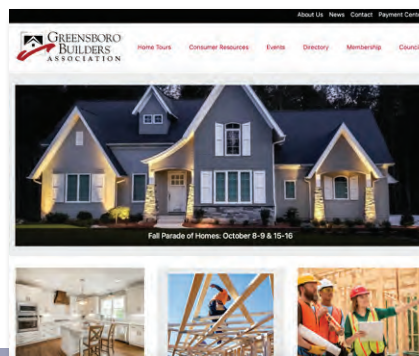 About Us News Contact Payment Cent
GREENSBORO
BUILDERS
ASSOCIATION
Home Tours Consumer Resources Events Directory Membership Counci
Fall Parade of Homes: October 8-9 & 15-16